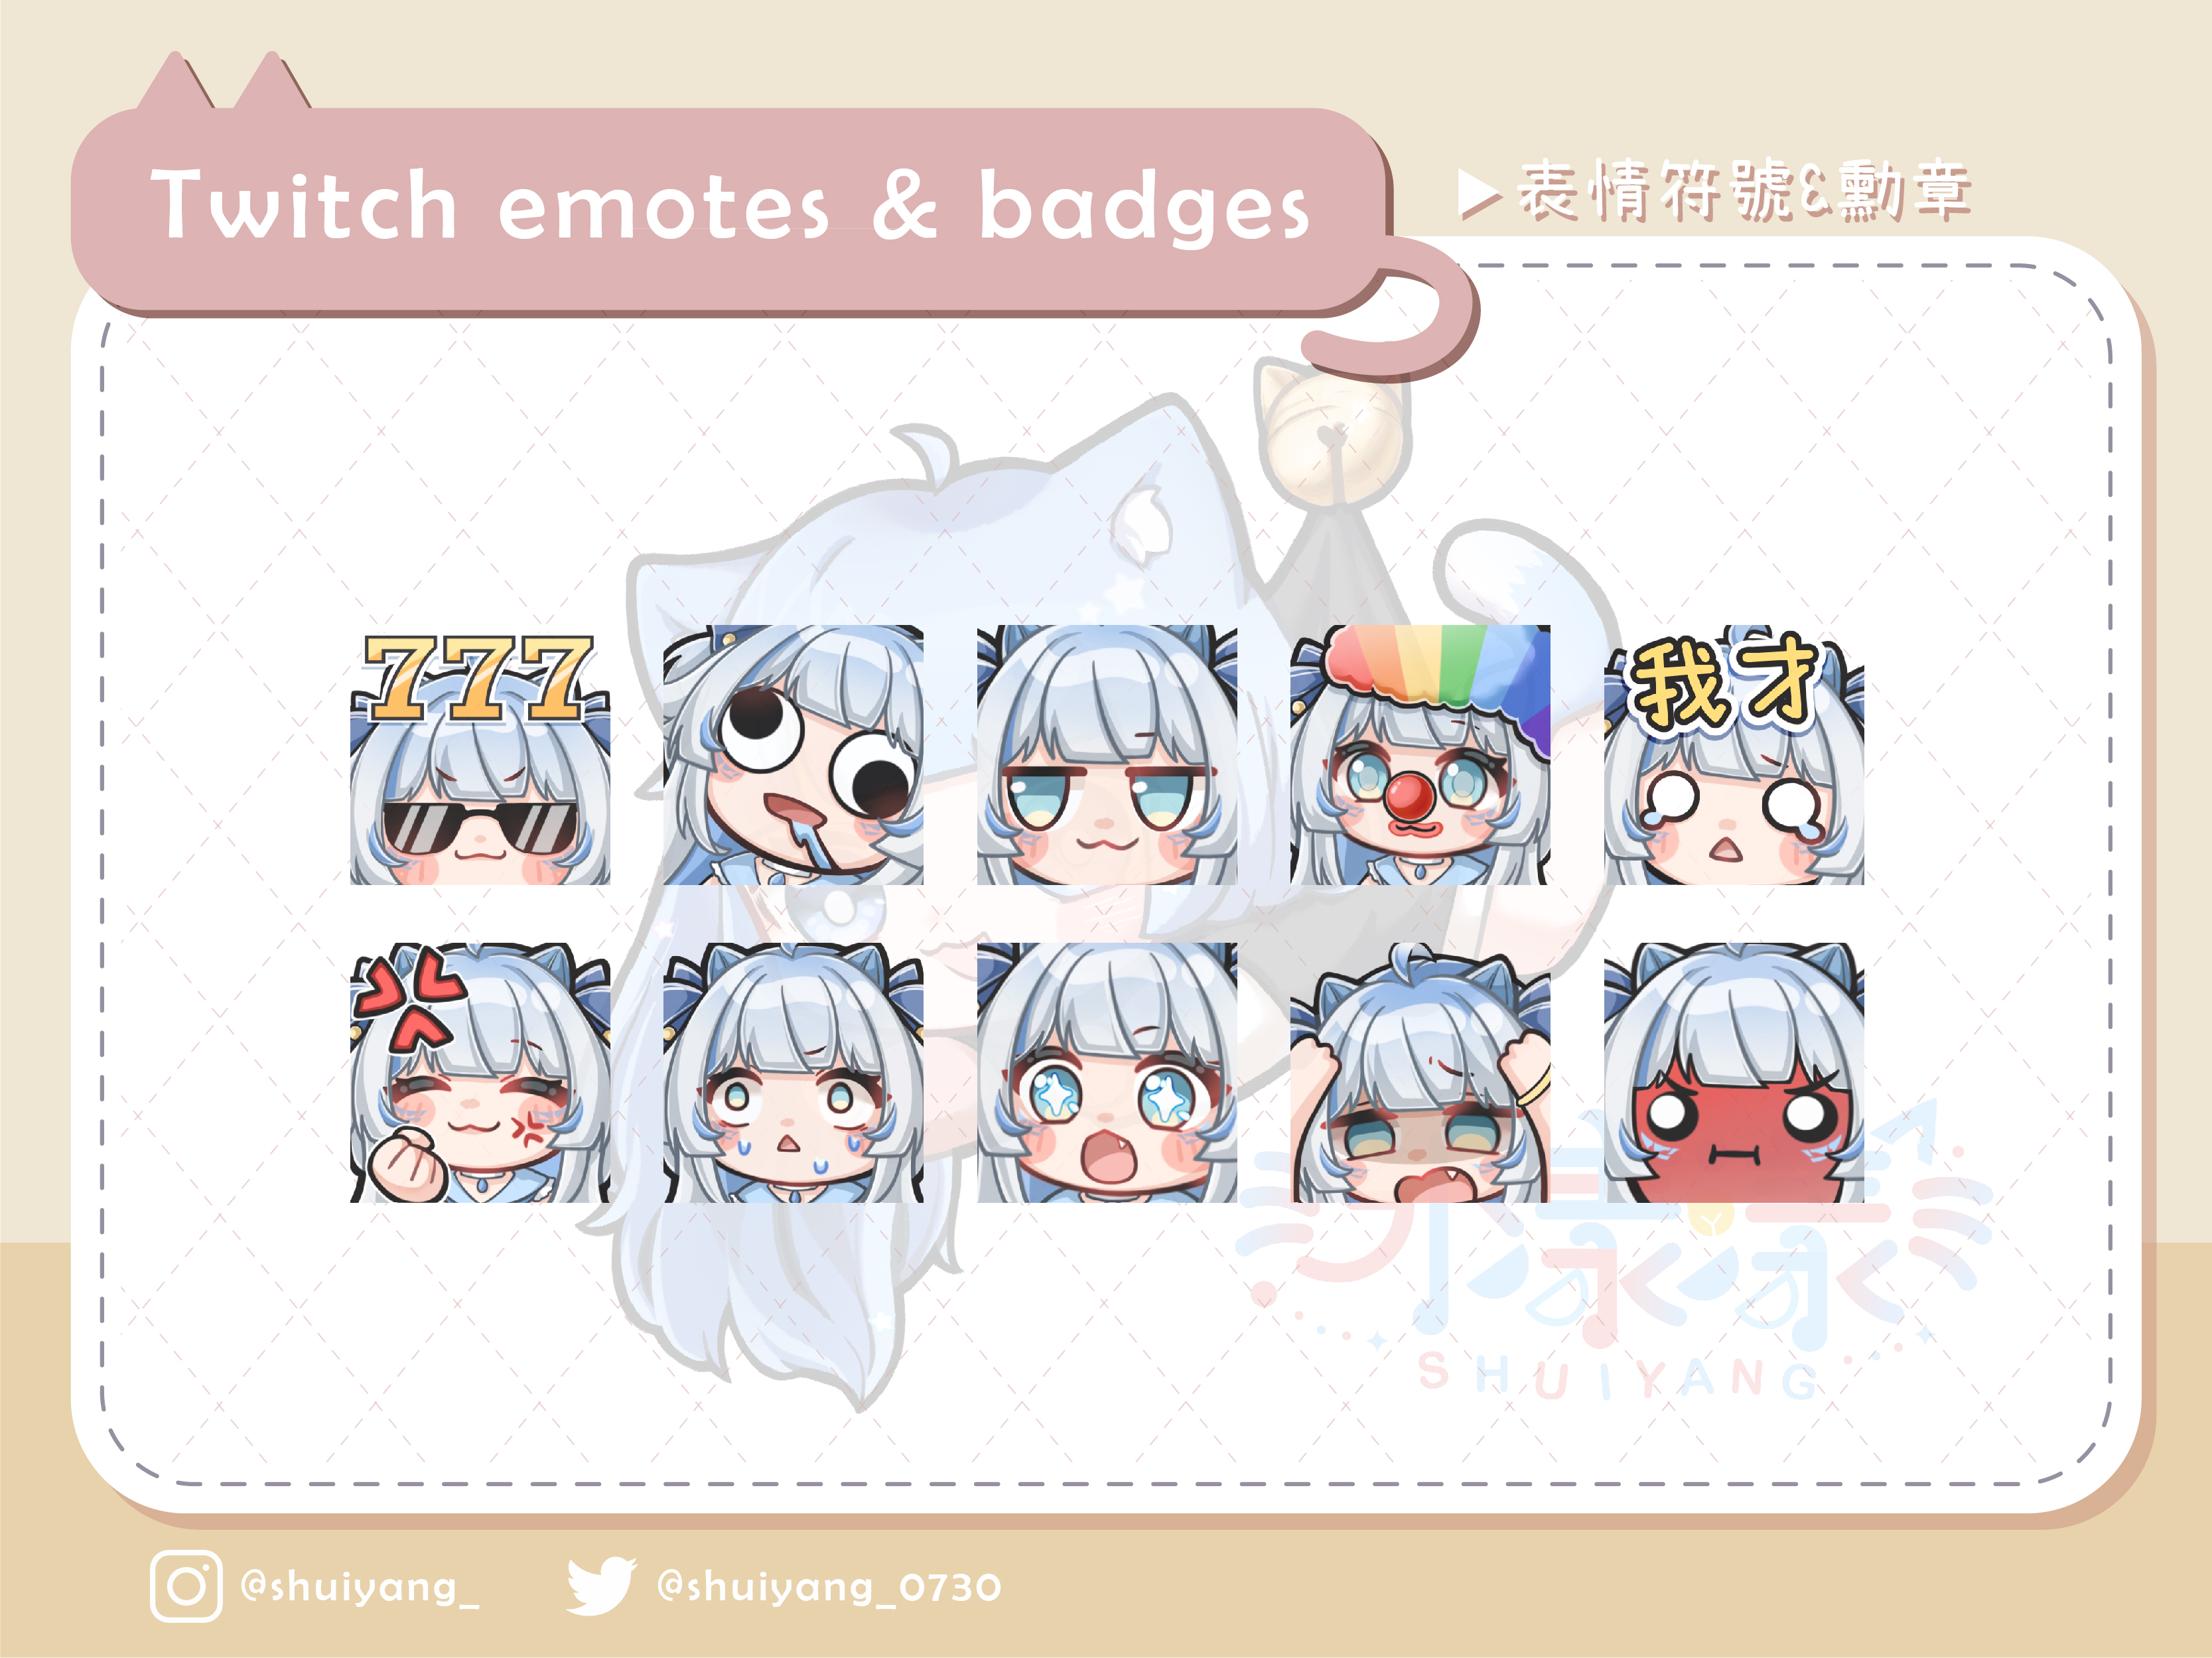 Twitch emotes & badges
▶表情符號&勳章
777
我才
SHUIYANG
@shuiyang_
@shuiyang_0730